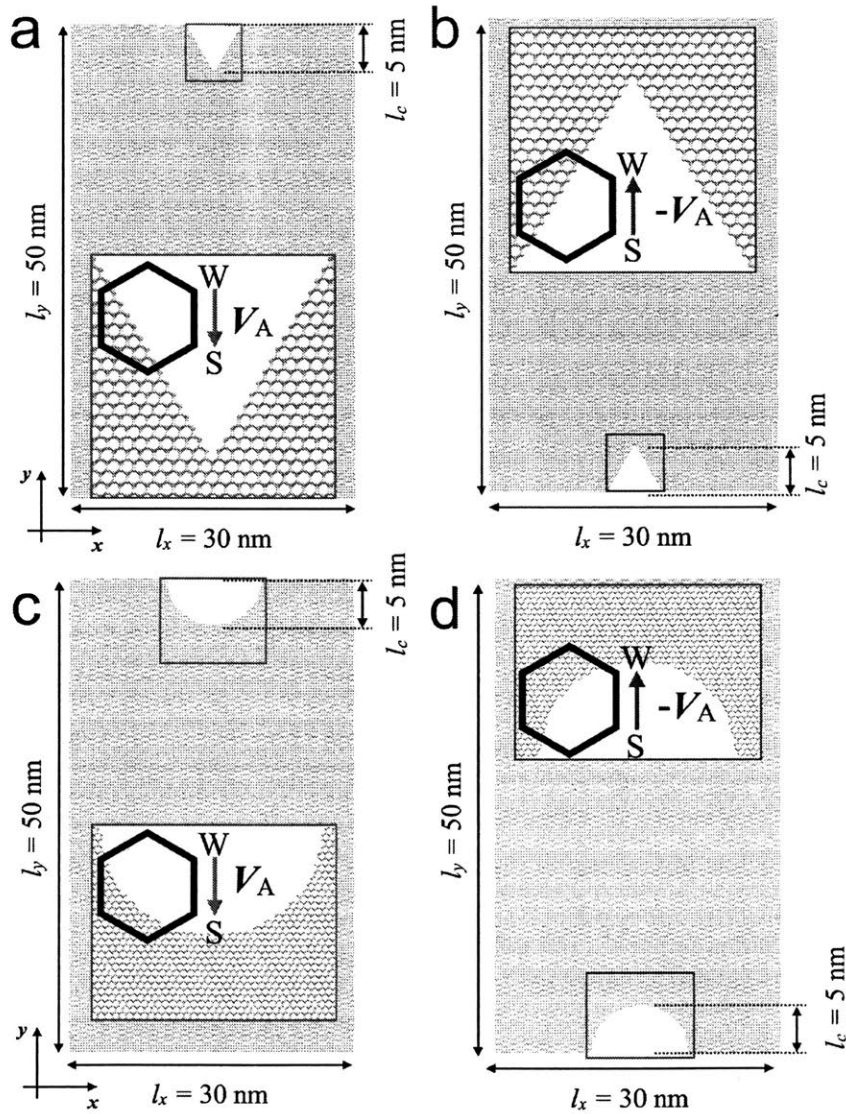 a
l_c = 5 nm
l_y = 50 nm
W
V_A
S
y
x
l_x = 30 nm
b
l_y = 50 nm
W
-V_A
S
l_c = 5 nm
l_x = 30 nm
c
l_c = 5 nm
l_y = 50 nm
W
V_A
S
y
x
l_x = 30 nm
d
l_y = 50 nm
W
-V_A
S
l_c = 5 nm
l_x = 30 nm